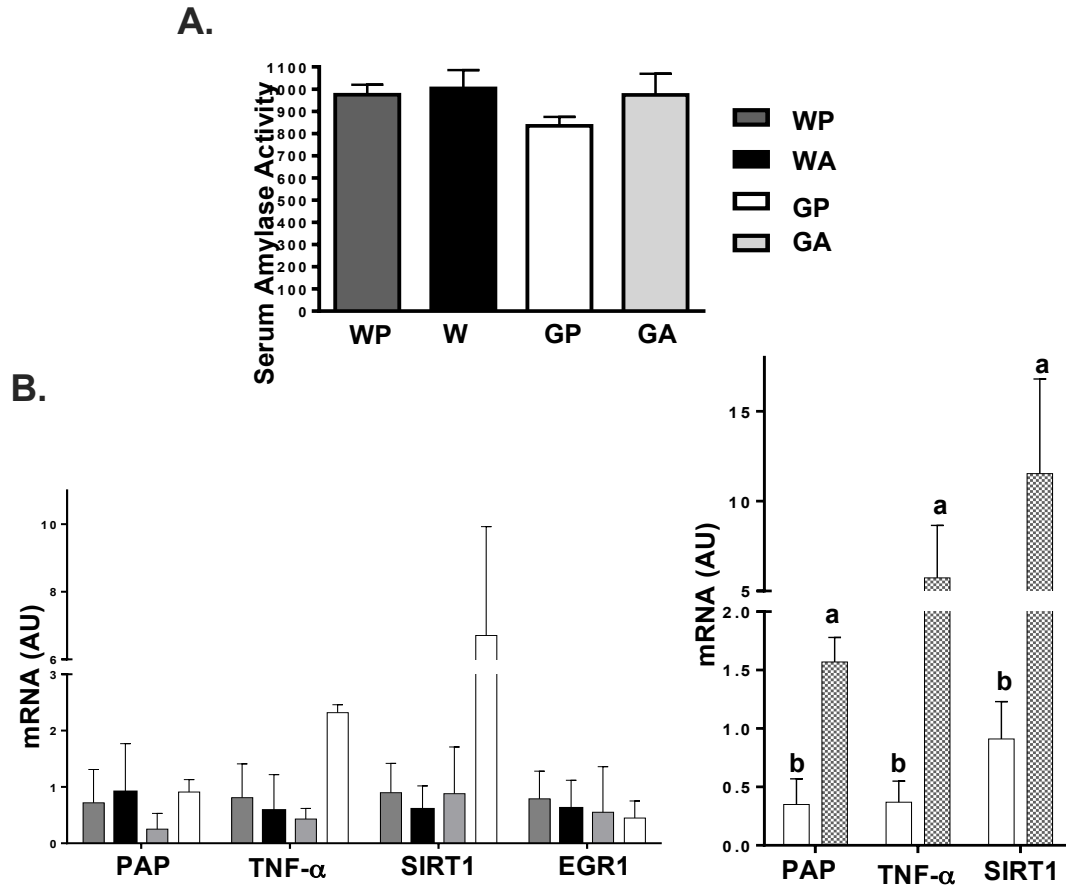 A.
Serum Amylase Activity
1100
1000
900
800
700
600
500
400
300
200
100
0
WP W GP GA
WP
WA
GP
GA
B.
mRNA (AU)
10
8
6
3
2
1
0
PAP TNF-α SIRT1 EGR1
mRNA (AU)
15
10
5
2.0
1.5
1.0
0.5
0.0
a
a
a
b
b
b
PAP TNF-α SIRT1